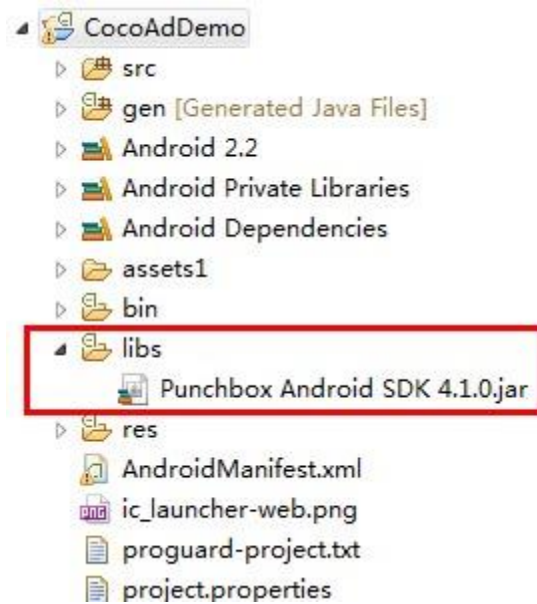 CocoAdDemo
src
gen [Generated Java Files]
Android 2.2
Android Private Libraries
Android Dependencies
assets1
bin
libs
Punchbox Android SDK 4.1.0.jar
res
AndroidManifest.xml
ic_launcher-web.png
proguard-project.txt
project.properties